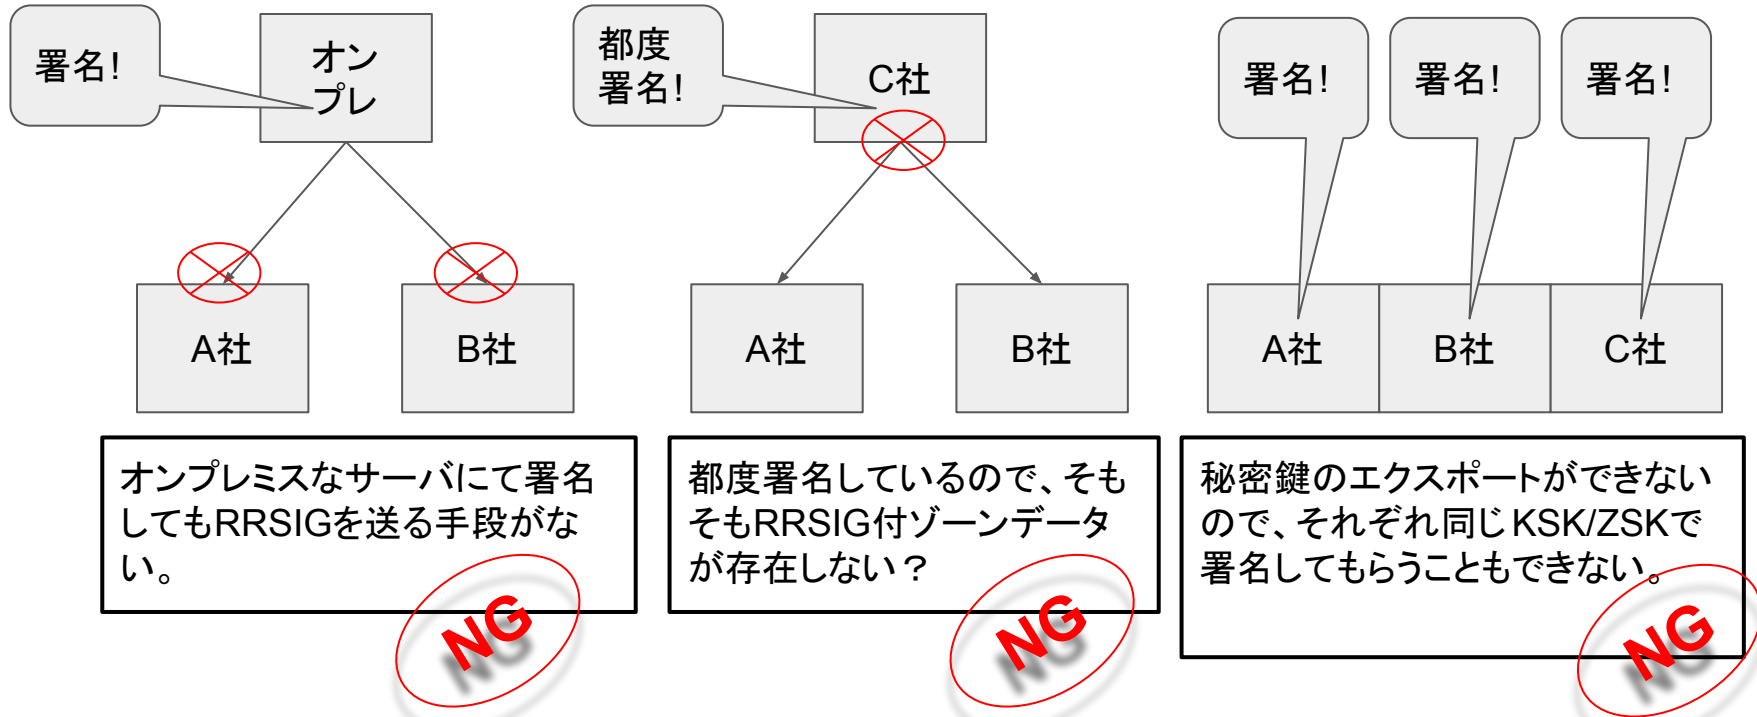 署名！
オン
プレ
A社
B社
オンプレミスなサーバにて署名
してもRRSIGを送る手段がな
い。
NG
都度
署名！
C社
A社
B社
都度署名しているので、そも
そもRRSIG付ゾーンデータ
が存在しない？
NG
署名！
署名！
署名！
A社
B社
C社
秘密鍵のエクスポートができない
ので、それぞれ同じKSK/ZSKで
署名してもらうこともできない。
NG